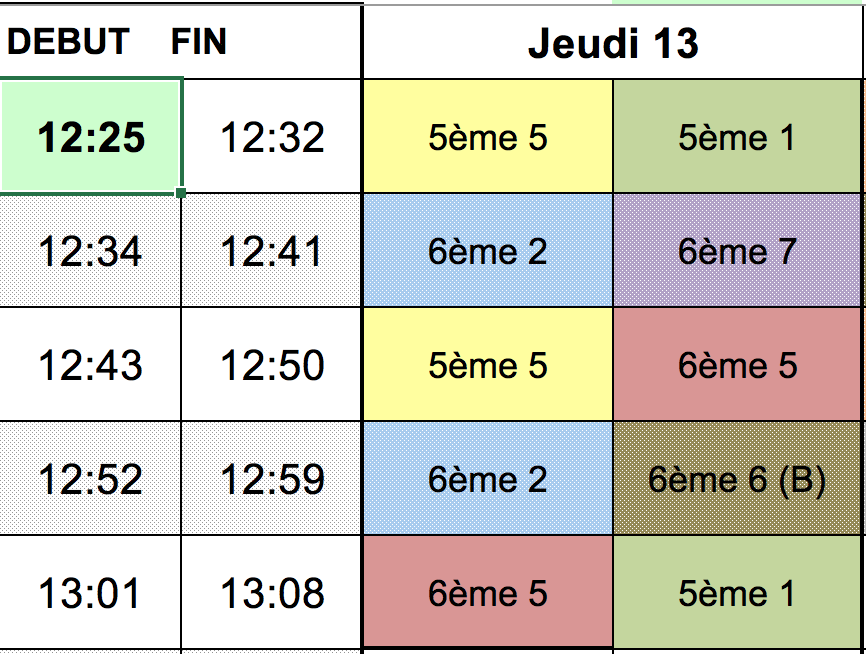 DEBUT FIN Jeudi 13
12:25 12:32 5ème 5 5ème 1
12:34 12:41 6ème 2 6ème 7
12:43 12:50 5ème 5 6ème 5
12:52 12:59 6ème 2 6ème 6 (B)
13:01 13:08 6ème 5 5ème 1